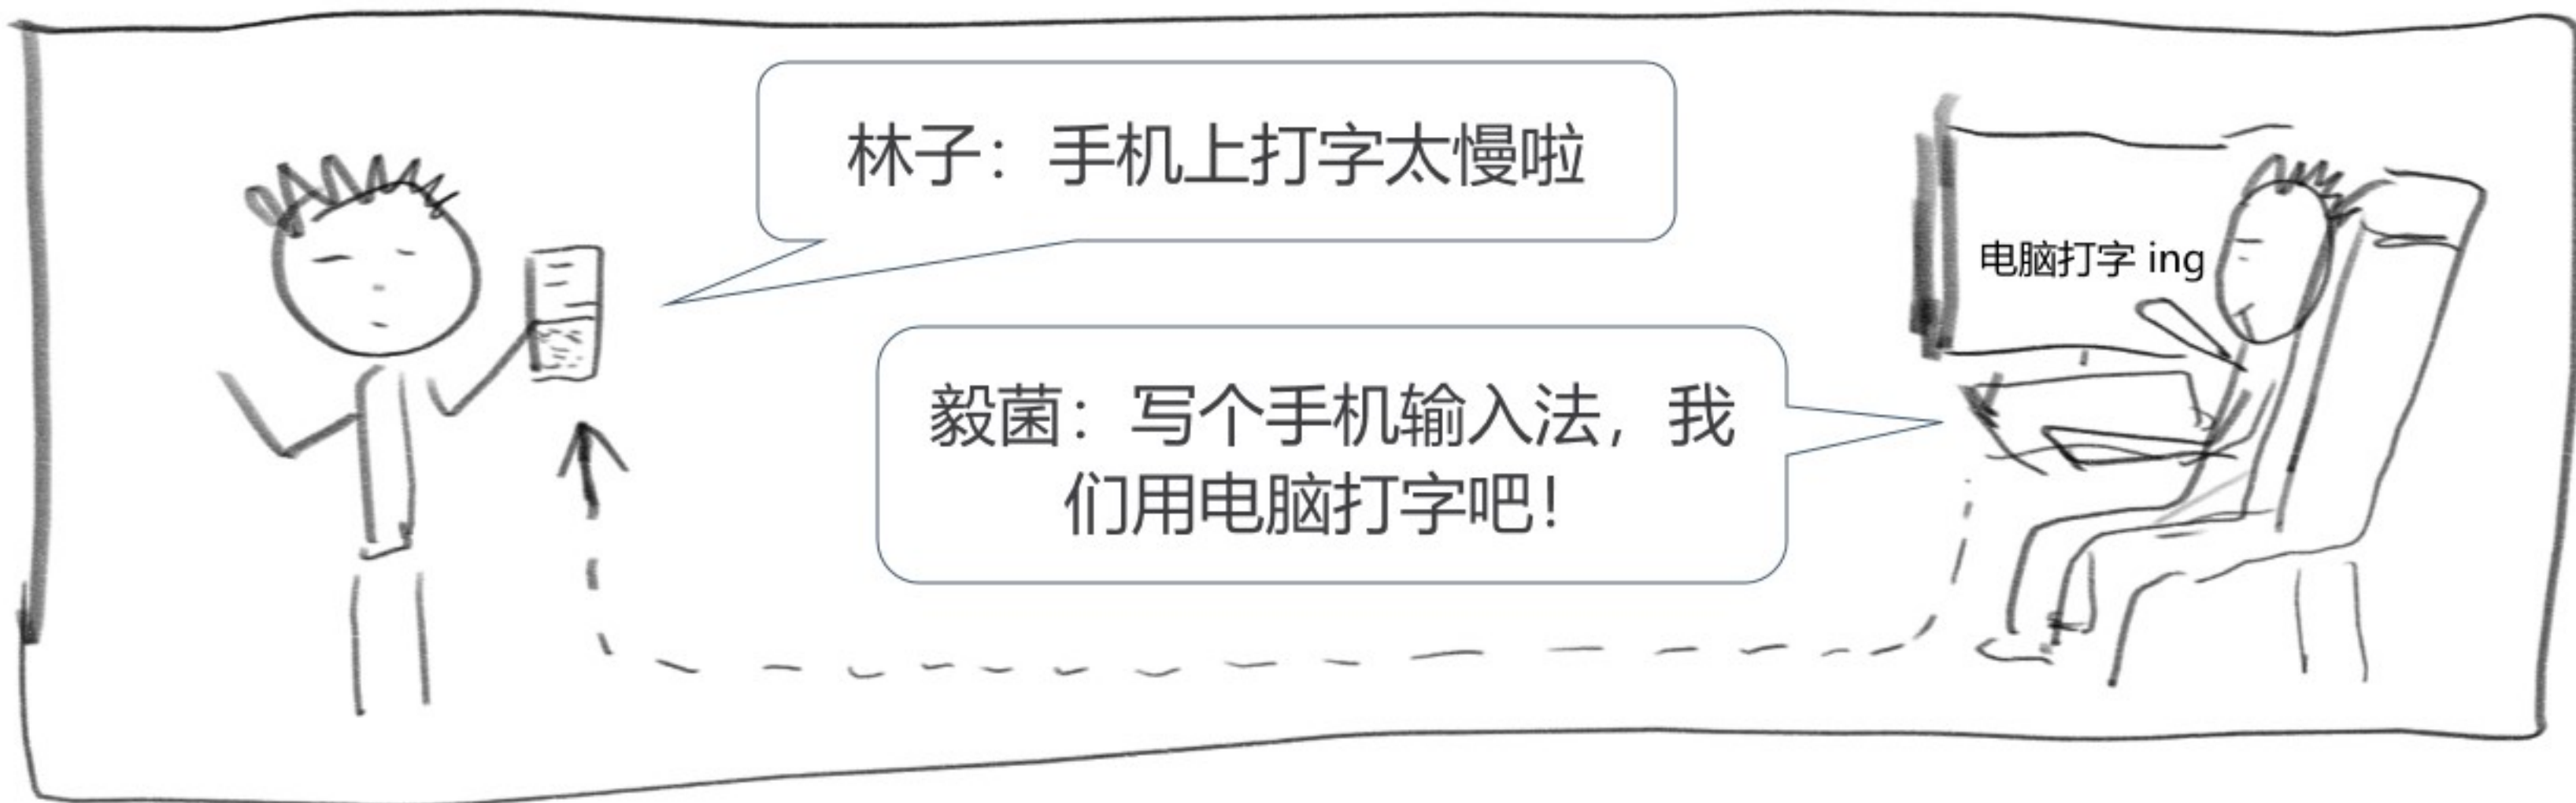 林子：手机上打字太慢啦
电脑打字 ing
毅菌：写个手机输入法，我
们用电脑打字吧！